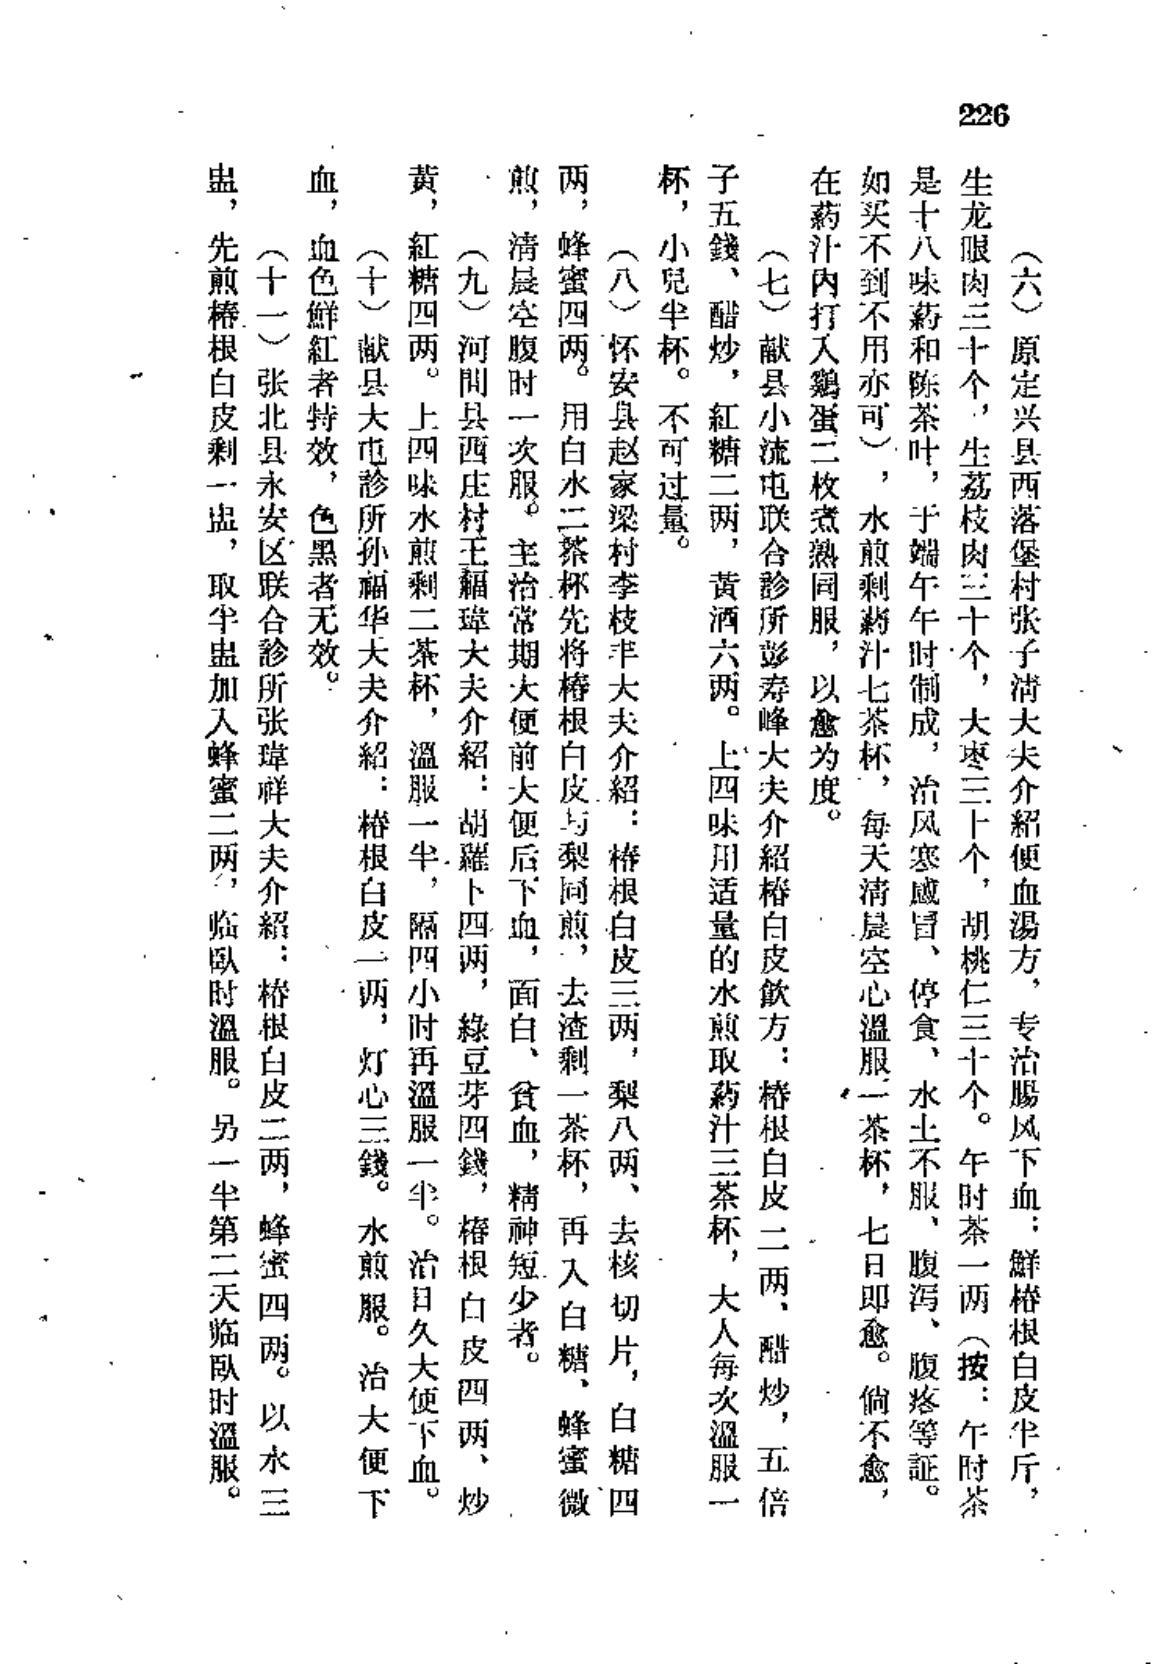 226
（六）原定兴县西落堡村张子清大夫介紹便血湯方，专治腸风下血：鮮椿根白皮半斤，
生龙眼肉三十个，生荔枝肉三十个，大枣三十个，胡桃仁三十个。午时茶一两（按：午时茶
是十八味葯和陈茶叶，于端午午时制成，治风寒感冒、停食、水土不服、腹泻、腹疼等証。
如买不到不用亦可），水煎剩葯汁七茶杯，每天清晨空心溫服一茶杯，七日即愈。倘不愈，
在葯汁內打入鷄蛋二枚煮熟同服，以愈为度。
（七）献县小流屯联合診所彭寿峰大夫介紹椿白皮飲方：椿根白皮二两、醋炒，五倍
子五錢、醋炒，紅糖二两，黃酒六两。上四味用适量的水煎取葯汁三茶杯，大人每次溫服一
杯，小兒半杯。不可过量。
（八）怀安县赵家梁村李枝丰大夫介紹：椿根白皮三两，梨八两、去核切片，白糖四
两，蜂蜜四两。用白水二茶杯先将椿根白皮与梨同煎，去渣剩一茶杯，再入白糖、蜂蜜微
煎，清晨空腹时一次服。主治常期大便前大便后下血，面白、貧血，精神短少者。
（九）河間县西庄村王福瑋大夫介紹：胡蘿卜四两，綠豆芽四錢，椿根白皮四两、炒
黃，紅糖四两。上四味水煎剩二茶杯，溫服一半，隔四小时再溫服一半。治日久大便下血。
（十）献县大屯診所孙福华大夫介紹：椿根白皮一两，灯心三錢。水煎服。治大便下
血，血色鮮紅者特效，色黑者无效。
（十一）张北县永安区联合診所张瑋祥大夫介紹：椿根白皮二两，蜂蜜四两。以水三
盅，先煎椿根白皮剩一盅，取半盅加入蜂蜜二两，临臥时溫服。另一半第二天临臥时溫服。